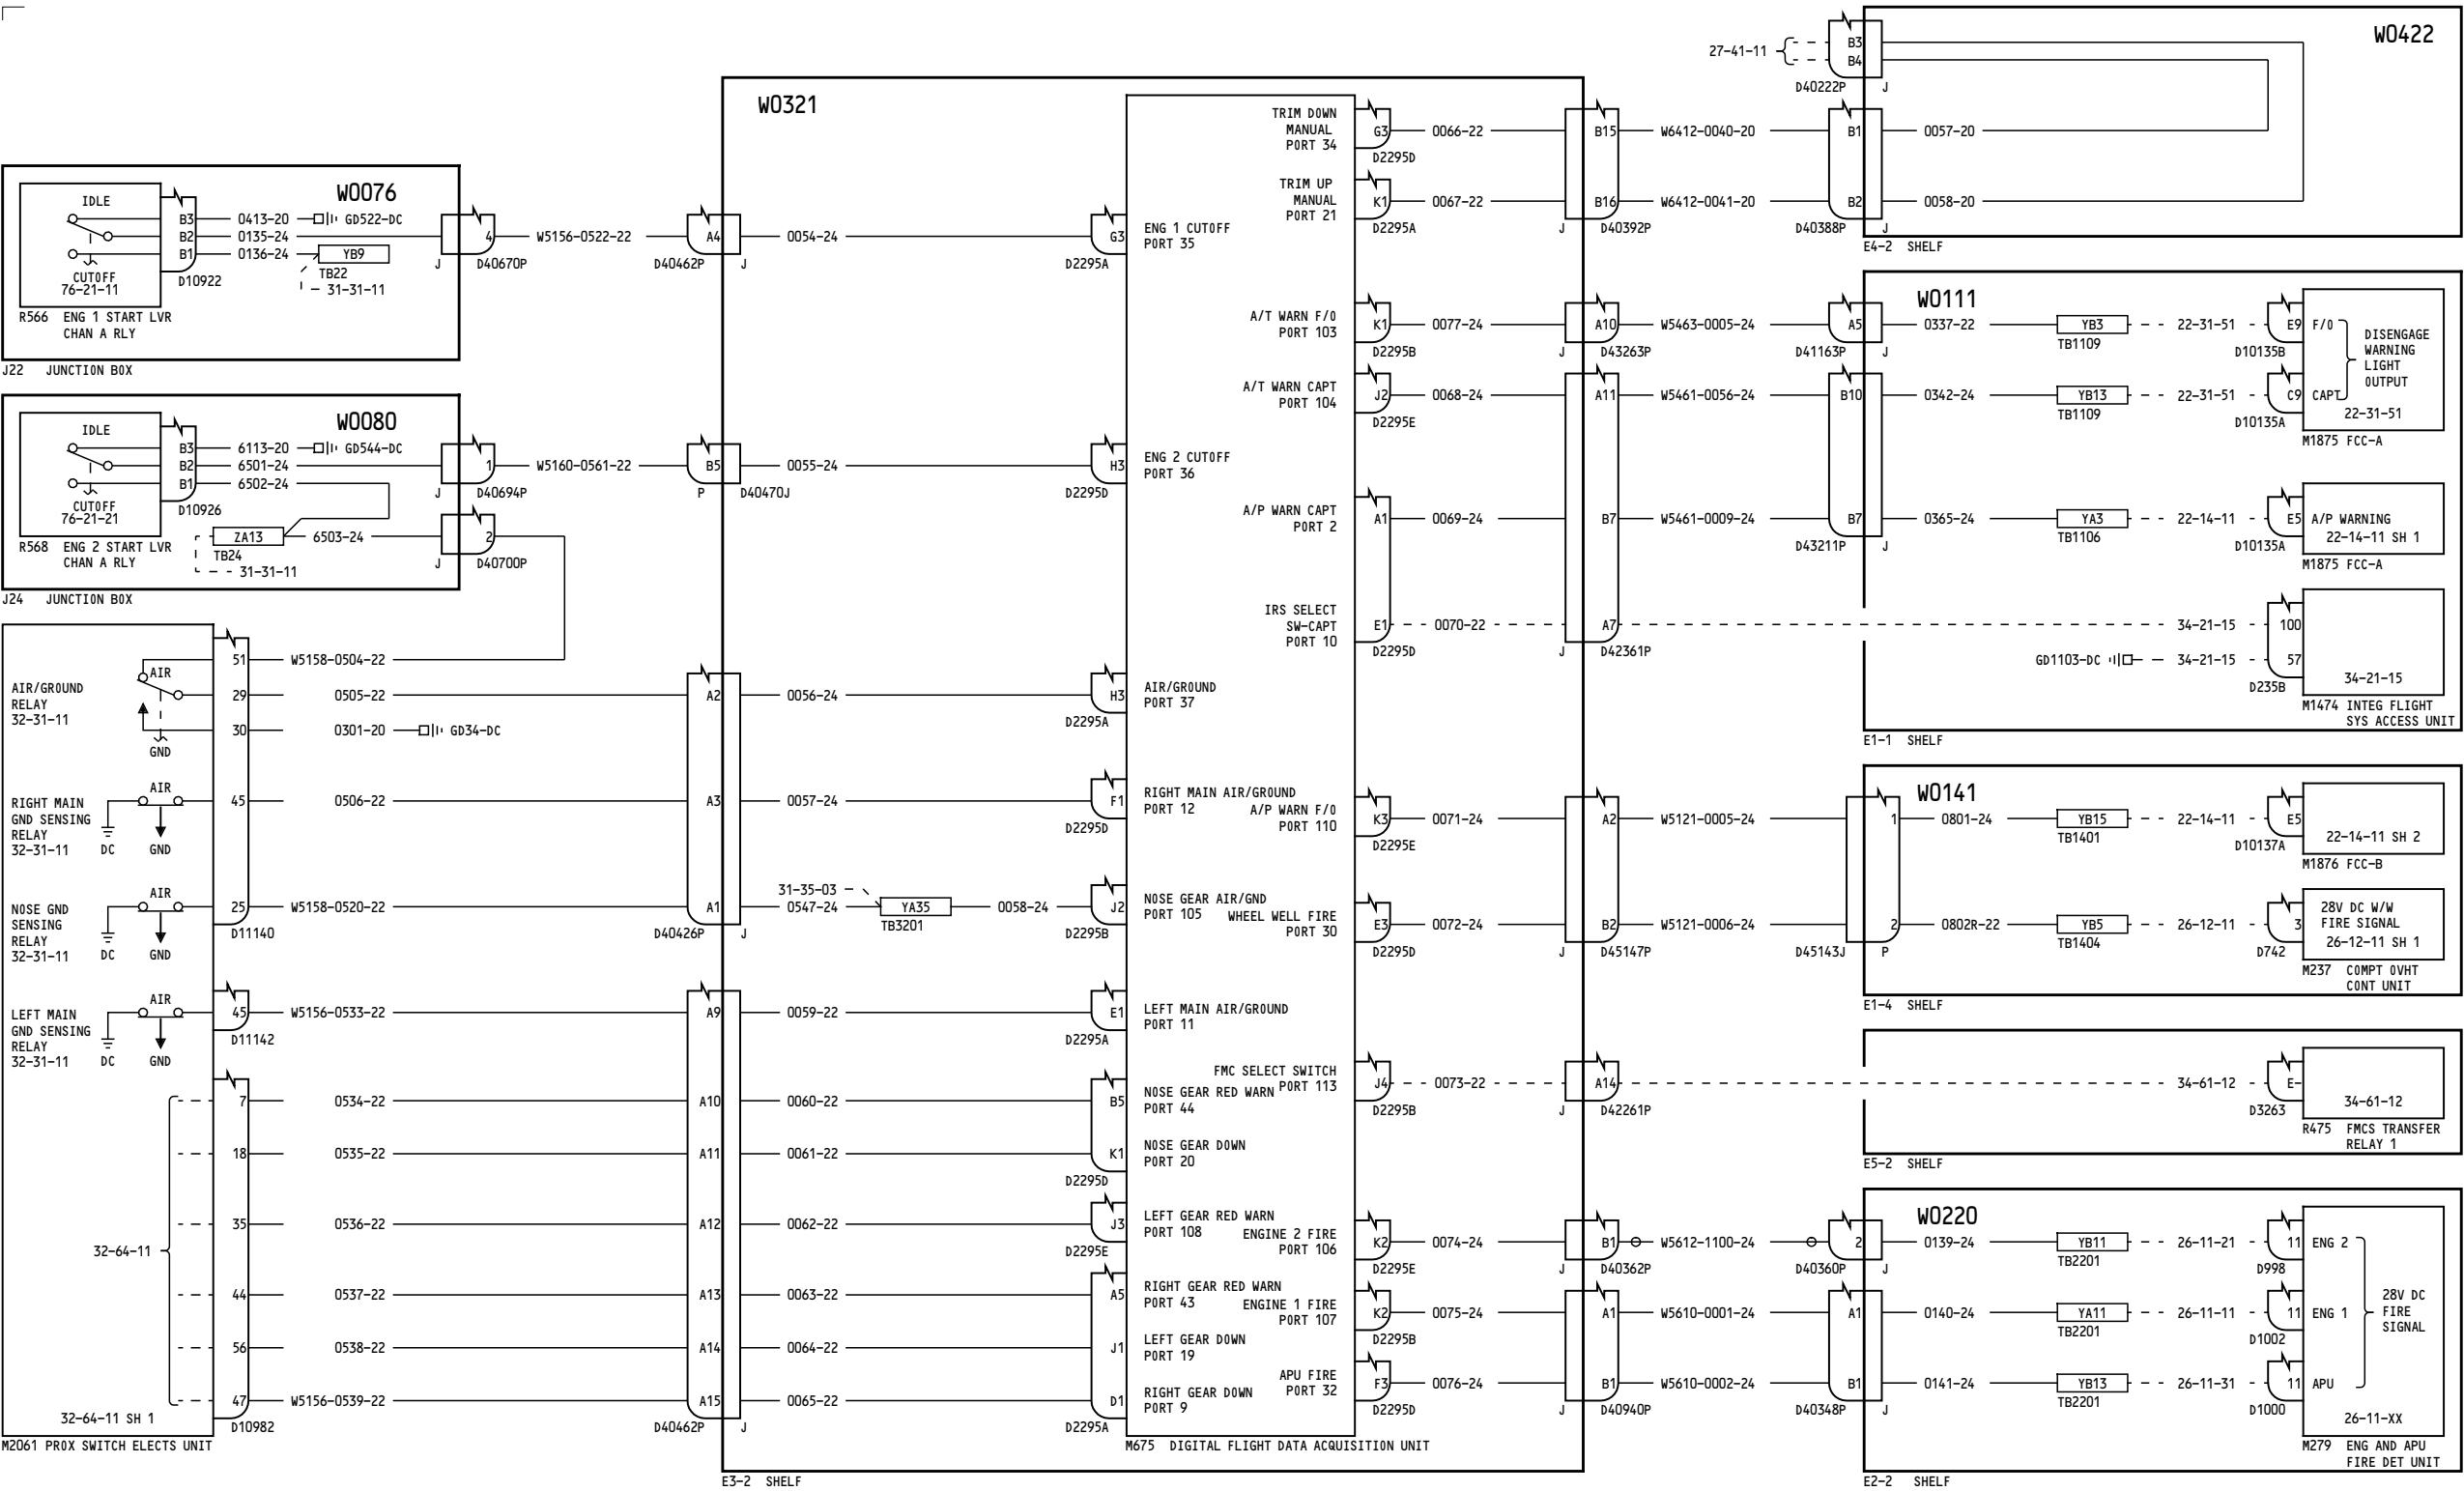 W0422
27-41-11
B3
B4
D40222P
J
B1
0057-20
B2
0058-20
D40388P
J
E4-2 SHELF
W0076
IDLE
CUTOFF
76-21-11
B3
0413-20
GD522-DC
B2
0135-24
B1
0136-24
YB9
TB22
31-31-11
D10922
R566 ENG 1 START LVR
CHAN A RLY
J22 JUNCTION BOX
4
J
D40670P
W5156-0522-22
A4
D40462P
J
0054-24
G3
D2295A
W0080
IDLE
CUTOFF
76-21-21
B3
6113-20
GD544-DC
B2
6501-24
B1
6502-24
D10926
ZA13
6503-24
TB24
31-31-11
R568 ENG 2 START LVR
CHAN A RLY
J24 JUNCTION BOX
1
J
D40694P
2
J
D40700P
W5160-0561-22
B5
P
D40470J
0055-24
H3
D2295D
AIR/GROUND
RELAY
32-31-11
AIR
GND
51
W5158-0504-22
29
0505-22
30
0301-20
GD34-DC
RIGHT MAIN
GND SENSING
RELAY
32-31-11
AIR
DC
GND
45
0506-22
NOSE GND
SENSING
RELAY
32-31-11
AIR
DC
GND
25
W5158-0520-22
D11140
LEFT MAIN
GND SENSING
RELAY
32-31-11
AIR
DC
GND
45
W5156-0533-22
D11142
32-64-11
7
0534-22
18
0535-22
35
0536-22
44
0537-22
56
0538-22
47
W5156-0539-22
D10982
32-64-11 SH 1
M2061 PROX SWITCH ELECTS UNIT
W0321
A2
0056-24
H3
D2295A
A3
0057-24
F1
D2295D
31-35-03
A1
0547-24
YA35
TB3201
0058-24
J2
D2295B
D40426P
J
A9
0059-22
E1
D2295A
A10
0060-22
B5
A11
0061-22
K1
D2295D
A12
0062-22
J3
D2295E
A13
0063-22
A5
A14
0064-22
J1
A15
0065-22
D1
D40462P
J
D2295A
ENG 1 CUTOFF
PORT 35
ENG 2 CUTOFF
PORT 36
AIR/GROUND
PORT 37
RIGHT MAIN AIR/GROUND
PORT 12
NOSE GEAR AIR/GND
PORT 105
LEFT MAIN AIR/GROUND
PORT 11
NOSE GEAR RED WARN
PORT 44
NOSE GEAR DOWN
PORT 20
LEFT GEAR RED WARN
PORT 108
RIGHT GEAR RED WARN
PORT 43
LEFT GEAR DOWN
PORT 19
RIGHT GEAR DOWN
PORT 9
M675 DIGITAL FLIGHT DATA ACQUISITION UNIT
E3-2 SHELF
TRIM DOWN
MANUAL
PORT 34
G3
D2295D
0066-22
B15
W6412-0040-20
TRIM UP
MANUAL
PORT 21
K1
D2295A
0067-22
B16
J
D40392P
W6412-0041-20
A/T WARN F/O
PORT 103
K1
D2295B
0077-24
A10
J
D43263P
W5463-0005-24
A/T WARN CAPT
PORT 104
J2
D2295E
0068-24
A11
W5461-0056-24
A/P WARN CAPT
PORT 2
A1
0069-24
B7
W5461-0009-24
IRS SELECT
SW-CAPT
PORT 10
E1
D2295D
0070-22
A7
J
D42361P
A/P WARN F/O
PORT 110
K3
D2295E
0071-24
A2
W5121-0005-24
WHEEL WELL FIRE
PORT 30
E3
D2295D
0072-24
B2
J
D45147P
W5121-0006-24
FMC SELECT SWITCH
PORT 113
J4
D2295B
0073-22
A14
J
D42261P
ENGINE 2 FIRE
PORT 106
K2
D2295E
0074-24
B1
J
D40362P
W5612-1100-24
ENGINE 1 FIRE
PORT 107
K2
D2295B
0075-24
A1
W5610-0001-24
APU FIRE
PORT 32
F3
D2295D
0076-24
B1
J
D40940P
W5610-0002-24
W0111
A5
D41163P
J
0337-22
YB3
TB1109
22-31-51
E9
D10135B
F/O
B10
0342-24
YB13
TB1109
22-31-51
C9
D10135A
CAPT
DISENGAGE
WARNING
LIGHT
OUTPUT
22-31-51
M1875 FCC-A
B7
D43211P
J
0365-24
YA3
TB1106
22-14-11
E5
D10135A
A/P WARNING
22-14-11 SH 1
M1875 FCC-A
34-21-15
100
GD1103-DC
34-21-15
57
D235B
34-21-15
M1474 INTEG FLIGHT
SYS ACCESS UNIT
E1-1 SHELF
W0141
1
0801-24
YB15
TB1401
22-14-11
E5
D10137A
22-14-11 SH 2
M1876 FCC-B
2
D45143J
P
0802R-22
YB5
TB1404
26-12-11
3
D742
28V DC W/W
FIRE SIGNAL
26-12-11 SH 1
M237 COMPT OVHT
CONT UNIT
E1-4 SHELF
34-61-12
E-
D3263
34-61-12
R475 FMCS TRANSFER
RELAY 1
E5-2 SHELF
W0220
2
D40360P
J
0139-24
YB11
TB2201
26-11-21
11
D998
ENG 2
A1
0140-24
YA11
TB2201
26-11-11
11
D1002
ENG 1
B1
D40348P
J
0141-24
YB13
TB2201
26-11-31
11
D1000
APU
28V DC
FIRE
SIGNAL
26-11-XX
M279 ENG AND APU
FIRE DET UNIT
E2-2 SHELF